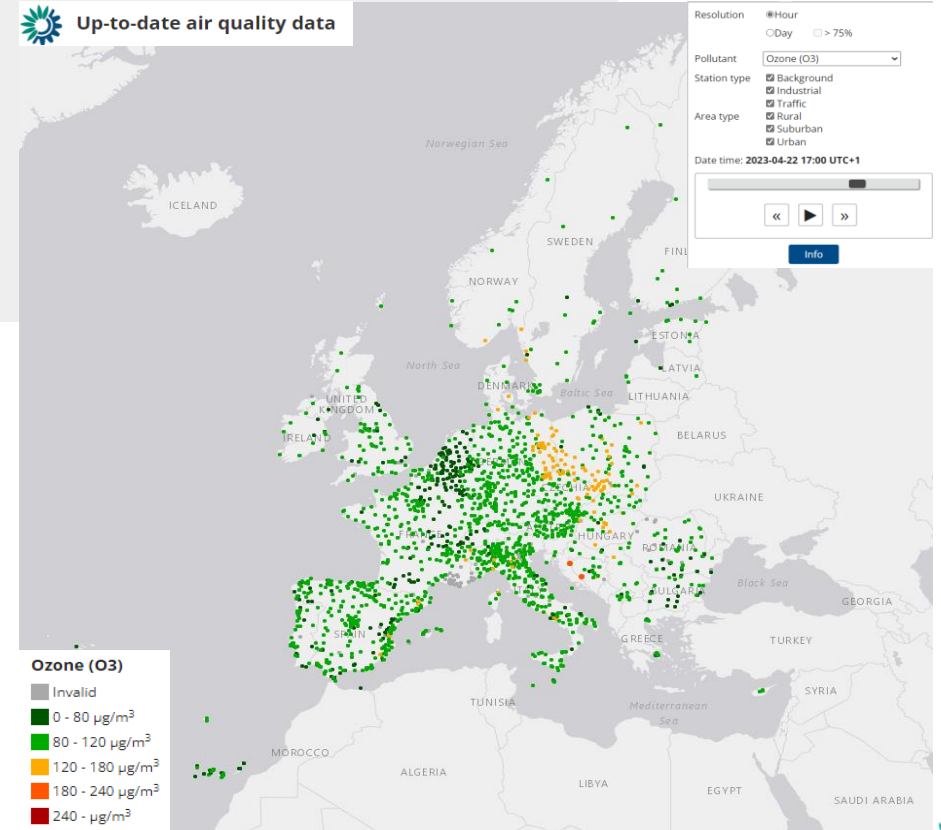 Up-to-date air quality data
Resolution Hour
Day > 75%
Pollutant Ozone (O3)
Station type Background
Industrial
Traffic
Area type Rural
Suburban
Urban
Date time: 2023-04-22 17:00 UTC+1
« ▶ »
Info
Norwegian Sea
ICELAND
SWEDEN
FINL
NORWAY
ESTONIA
North Sea
LATVIA
DENMARK
Baltic Sea
LITHUANIA
UNITED
KINGDOM
IRELAND
BELARUS
CZECHIA
UKRAINE
FRANCE
HUNGARY
ROMANIA
Black Sea
BULGARIA
GEORGIA
SPAIN
GREECE
TURKEY
SYRIA
TUNISIA
Mediterranean
Sea
MOROCCO
ALGERIA
LIBYA
EGYPT
SAUDI ARABIA
Ozone (O3)
Invalid
0 - 80 µg/m³
80 - 120 µg/m³
120 - 180 µg/m³
180 - 240 µg/m³
240 - µg/m³